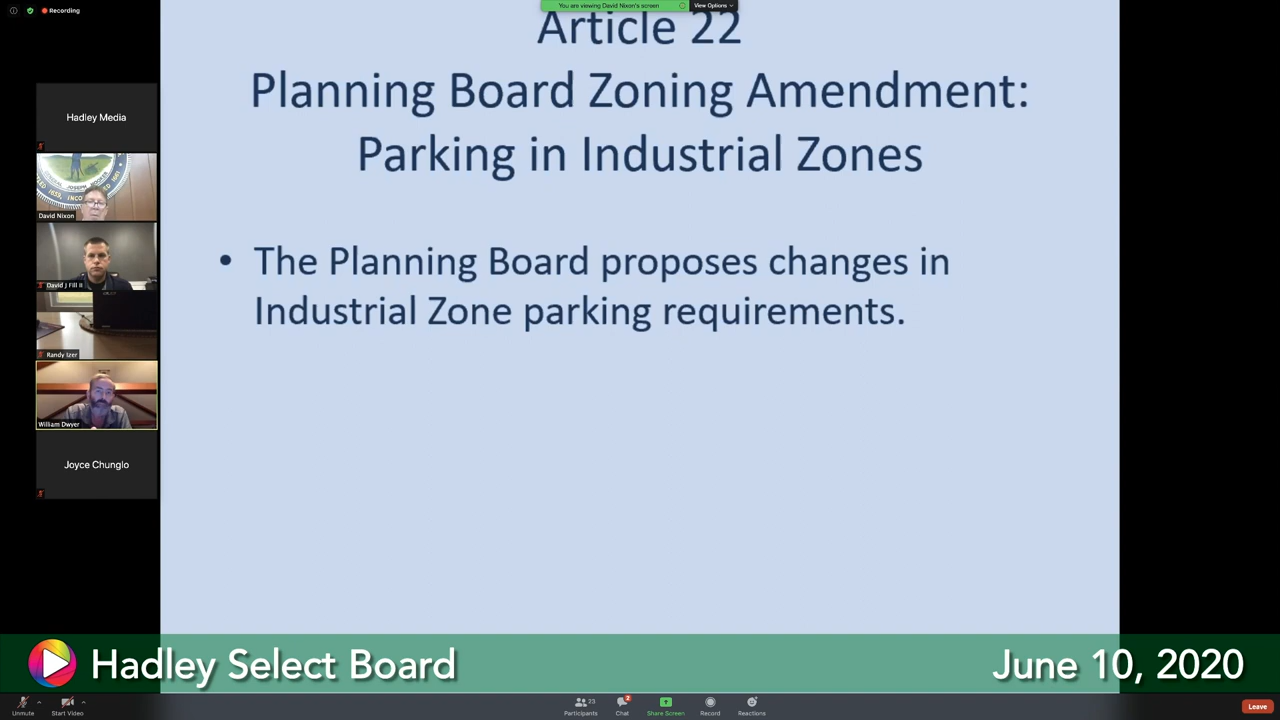 Recording
You are viewing David Nixon's screen
View Options
Article 22
Planning Board Zoning Amendment:
Parking in Industrial Zones
• The Planning Board proposes changes in
Industrial Zone parking requirements.
Hadley Media
David Nixon
David J Fill II
Randy Izer
William Dwyer
Joyce Chunglo
Hadley Select Board
June 10, 2020
Unmute
Start Video
Participants
23
Chat
2
Share Screen
Record
Reactions
Leave